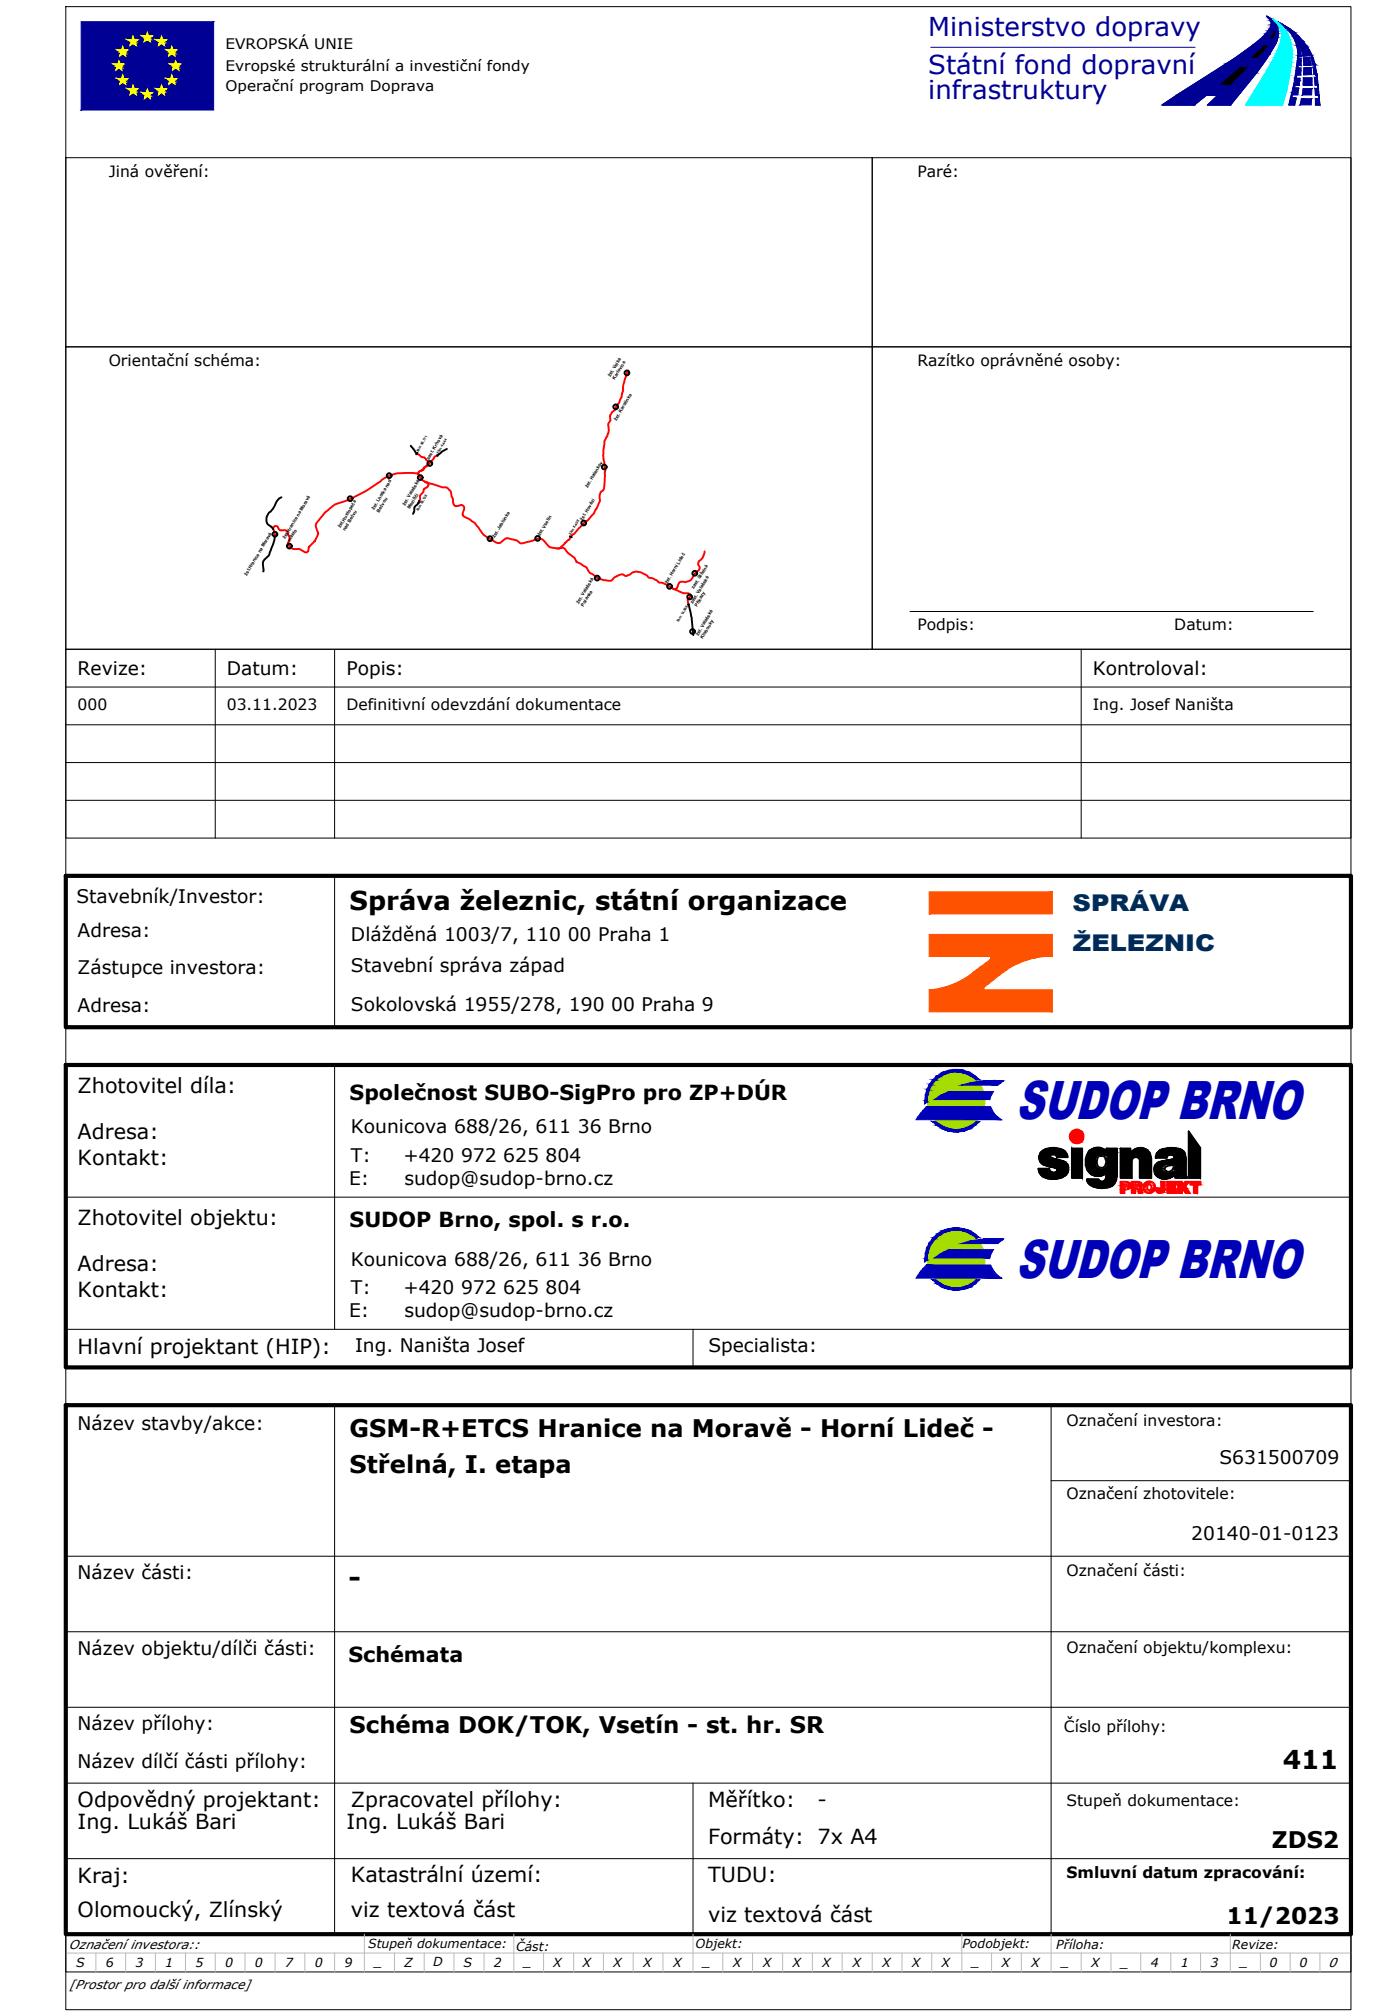 EVROPSKÁ UNIE
Evropské strukturální a investiční fondy
Operační program Doprava
Ministerstvo dopravy
Státní fond dopravní
infrastruktury
Jiná ověření:
Paré:
Orientační schéma:
Razítko oprávněné osoby:
Podpis: Datum:
Revize: Datum: Popis: Kontroloval:
000 03.11.2023 Definitivní odevzdání dokumentace Ing. Josef Naništa
Stavebník/Investor: Správa železnic, státní organizace
Adresa: Dlážděná 1003/7, 110 00 Praha 1
Zástupce investora: Stavební správa západ
Adresa: Sokolovská 1955/278, 190 00 Praha 9
SPRÁVA
ŽELEZNIC
Zhotovitel díla: Společnost SUBO-SigPro pro ZP+DÚR
Adresa: Kounicova 688/26, 611 36 Brno
Kontakt: T: +420 972 625 804
E: sudop@sudop-brno.cz
SUDOP BRNO
signal
PROJEKT
Zhotovitel objektu: SUDOP Brno, spol. s r.o.
Adresa: Kounicova 688/26, 611 36 Brno
Kontakt: T: +420 972 625 804
E: sudop@sudop-brno.cz
SUDOP BRNO
Hlavní projektant (HIP): Ing. Naništa Josef Specialista:
Název stavby/akce: GSM-R+ETCS Hranice na Moravě - Horní Lideč -
Střelná, I. etapa
Označení investora:
S631500709
Označení zhotovitele:
20140-01-0123
Název části: - Označení části:
Název objektu/dílči části: Schémata Označení objektu/komplexu:
Název přílohy: Schéma DOK/TOK, Vsetín - st. hr. SR Číslo přílohy:
Název dílčí části přílohy: 411
Odpovědný projektant: Zpracovatel přílohy: Měřítko: - Stupeň dokumentace:
Ing. Lukáš Bari Ing. Lukáš Bari Formáty: 7x A4 ZDS2
Kraj: Katastrální území: TUDU: Smluvní datum zpracování:
Olomoucký, Zlínský viz textová část viz textová část 11/2023
Označení investora:: Stupeň dokumentace: Část: Objekt: Podobjekt: Příloha: Revize:
S 6 3 1 5 0 0 7 0 9 _ Z D S 2 _ X X X X X _ X X X X X X X X _ X X _ X _ 4 1 3 _ 0 0 0
[Prostor pro další informace]